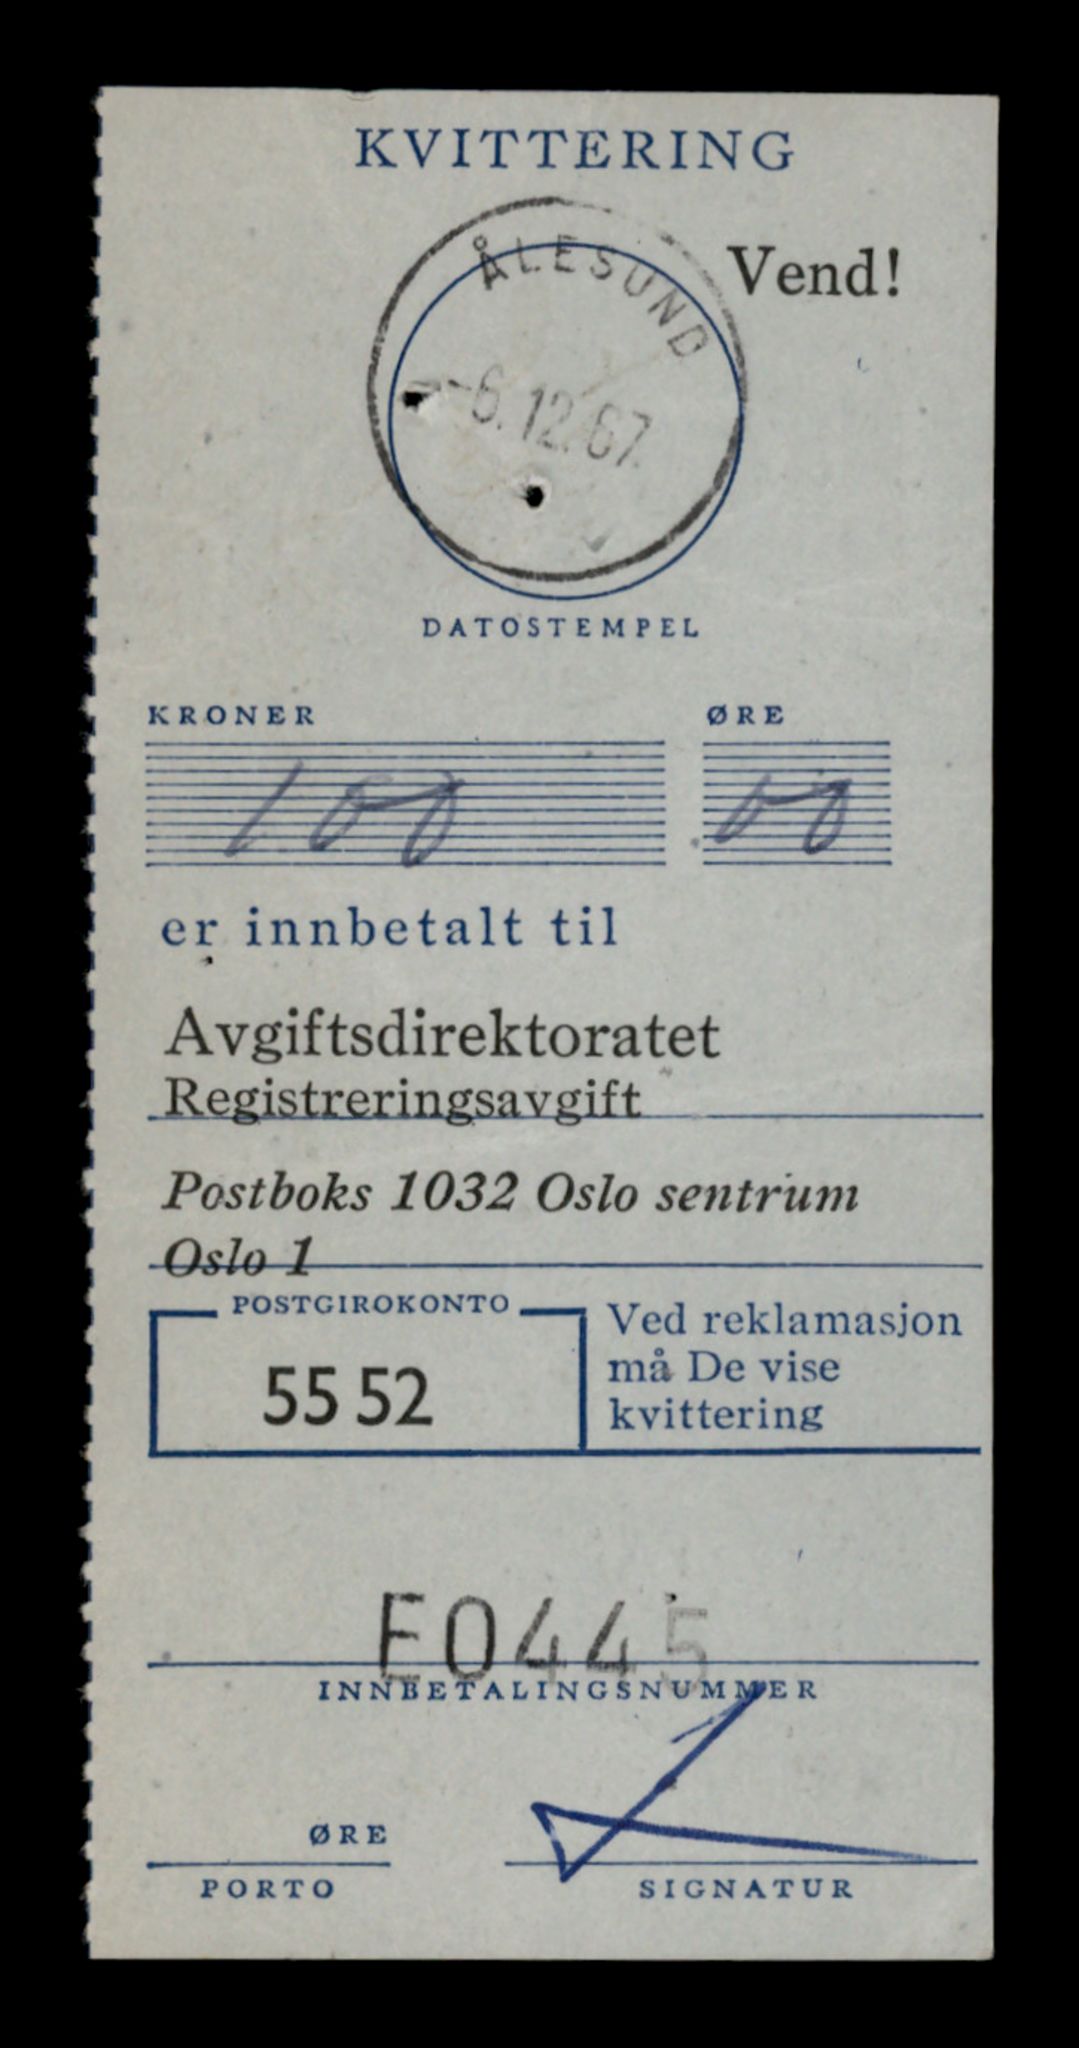 KVITTERING
Vend!
ÅLESUND
-6.12.67.
DATOSTEMPEL
KRONER ØRE
100 00
er innbetalt til
Avgiftsdirektoratet
Registreringsavgift
Postboks 1032 Oslo sentrum
Oslo 1
POSTGIROKONTO
55 52
Ved reklamasjon
må De vise
kvittering
E0445
INNBETALINGSNUMMER
ØRE
PORTO SIGNATUR